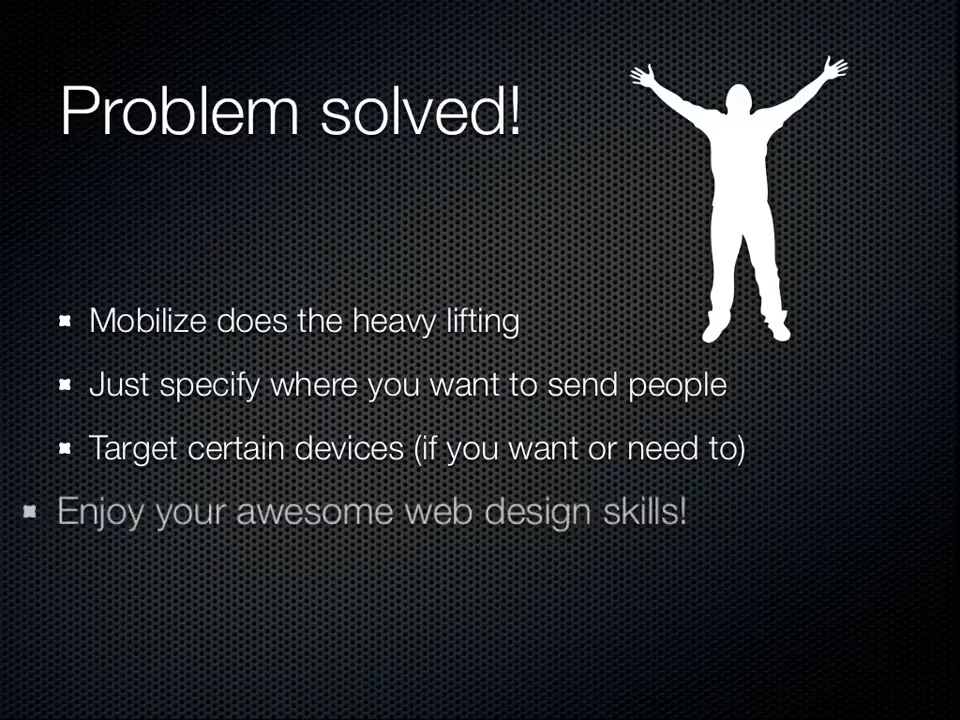 Problem solved!
Mobilize does the heavy lifting
Just specify where you want to send people
Target certain devices (if you want or need to)
Enjoy your awesome web design skills!